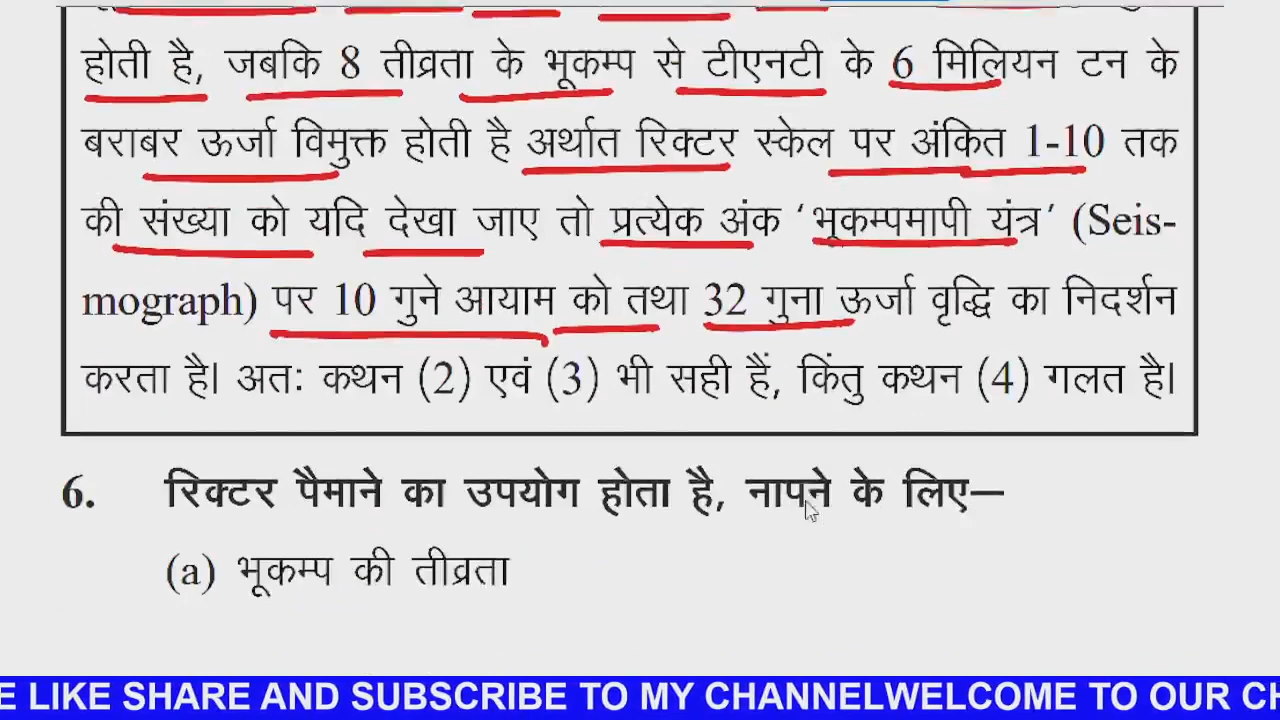 होती है, जबकि 8 तीव्रता के भूकम्प से टीएनटी के 6 मिलियन टन के
बराबर ऊर्जा विमुक्त होती है अर्थात रिक्टर स्केल पर अंकित 1-10 तक
की संख्या को यदि देखा जाए तो प्रत्येक अंक ‘भूकम्पमापी यंत्र’ (Seis-
mograph) पर 10 गुने आयाम को तथा 32 गुना ऊर्जा वृद्धि का निदर्शन
करता है। अतः कथन (2) एवं (3) भी सही हैं, किंतु कथन (4) गलत है।
6. रिक्टर पैमाने का उपयोग होता है, नापने के लिए—
(a) भूकम्प की तीव्रता
E LIKE SHARE AND SUBSCRIBE TO MY CHANNELWELCOME TO OUR CH